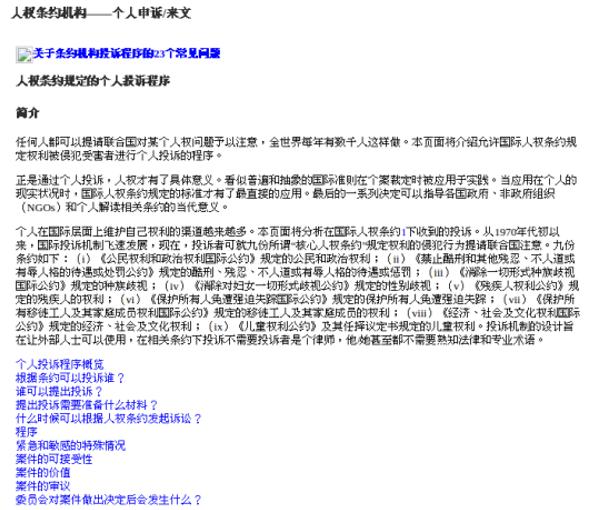 人权条约机构——个人申诉/来文
关于条约机构投诉程序的23个常见问题
人权条约规定的个人投诉程序
简介
任何人都可以提请联合国对某个人权问题予以注意，全世界每年有数千人这样做。本页面将介绍允许国际人权条约规
定权利被侵犯受害者进行个人投诉的程序。
正是通过个人投诉，人权才有了具体意义。看似普遍和抽象的国际准则在个案裁定时被应用于实践。当应用在个人的
现实状况时，国际人权条约规定的标准才有了最直接的应用。最后的一系列决定可以指导各国政府、非政府组织
（NGOs）和个人解读相关条约的当代意义。
个人在国际层面上维护自己权利的渠道越来越多。本页面将分析在国际人权条约1下收到的投诉。从1970年代初以
来，国际投诉机制飞速发展，现在，投诉者可就九份所谓“核心人权条约”规定权利的侵犯行为提请联合国注意。九份
条约如下：（i）《公民权利和政治权利国际公约》规定的公民和政治权利；（ii）《禁止酷刑和其他残忍、不人道或
有辱人格的待遇或处罚公约》规定的酷刑、残忍、不人道或有辱人格的待遇或惩罚；（iii）《消除一切形式种族歧视
国际公约》规定的种族歧视；（iv）《消除对妇女一切形式歧视公约》规定的性别歧视；（v）《残疾人权利公约》规
定的残疾人的权利；（vi）《保护所有人免遭强迫失踪国际公约》规定的保护所有人免遭强迫失踪；（vii）《保护所
有移徙工人及其家庭成员权利国际公约》规定的移徙工人及其家庭成员的权利；（viii）《经济、社会及文化权利国际
公约》规定的经济、社会及文化权利；（ix）《儿童权利公约》及其任择议定书规定的儿童权利。投诉机制的设计旨
在让外部人士可以使用，在相关条约下投诉不需要投诉者是个律师，他/她甚至都不需要熟知法律和专业术语。
个人投诉程序概览
根据条约可以投诉谁？
谁可以提出投诉？
提出投诉需要准备什么材料？
什么时候可以根据人权条约发起诉讼？
程序
紧急和敏感的特殊情况
案件的可接受性
案件的价值
案件的审议
委员会对案件做出决定后会发生什么？